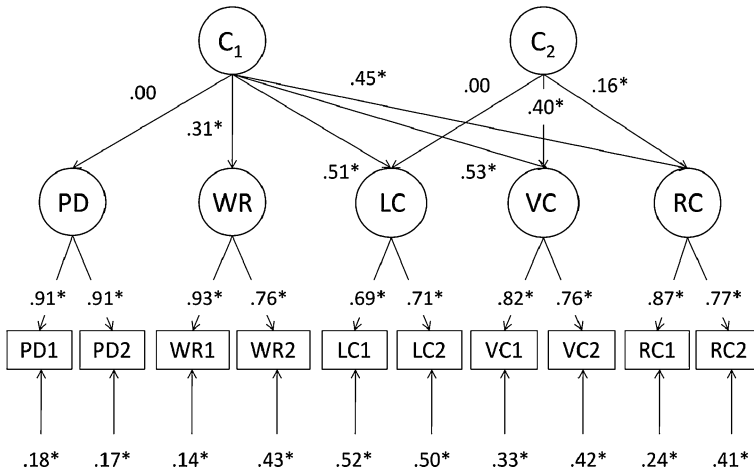 C₁ C₂
.00 .45* .00 .16*
.31* .40*
.51* .53*
PD WR LC VC RC
.91* .91* .93* .76* .69* .71* .82* .76* .87* .77*
PD1 PD2 WR1 WR2 LC1 LC2 VC1 VC2 RC1 RC2
.18* .17* .14* .43* .52* .50* .33* .42* .24* .41*